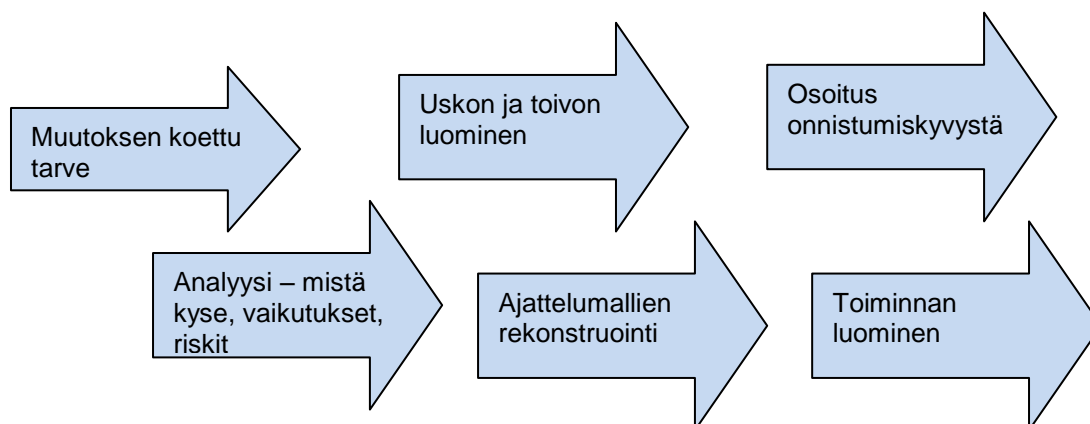 Muutoksen koettu
tarve
Analyysi – mistä
kyse, vaikutukset,
riskit
Uskon ja toivon
luominen
Ajattelumallien
rekonstruointi
Osoitus
onnistumiskyvystä
Toiminnan
luominen